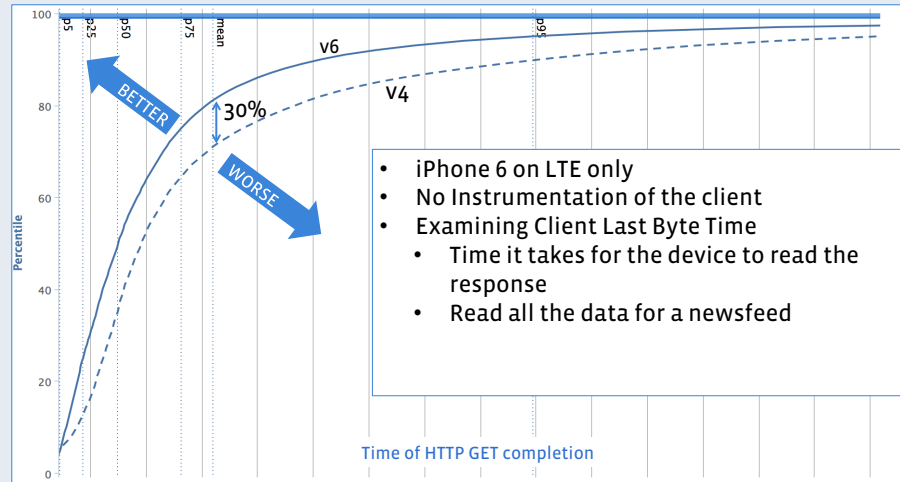 100
80
60
40
20
0
Percentile
p5
p25
p50
p75
mean
p95
v6
v4
30%
BETTER
WORSE
• iPhone 6 on LTE only
• No Instrumentation of the client
• Examining Client Last Byte Time
• Time it takes for the device to read the
response
• Read all the data for a newsfeed
Time of HTTP GET completion